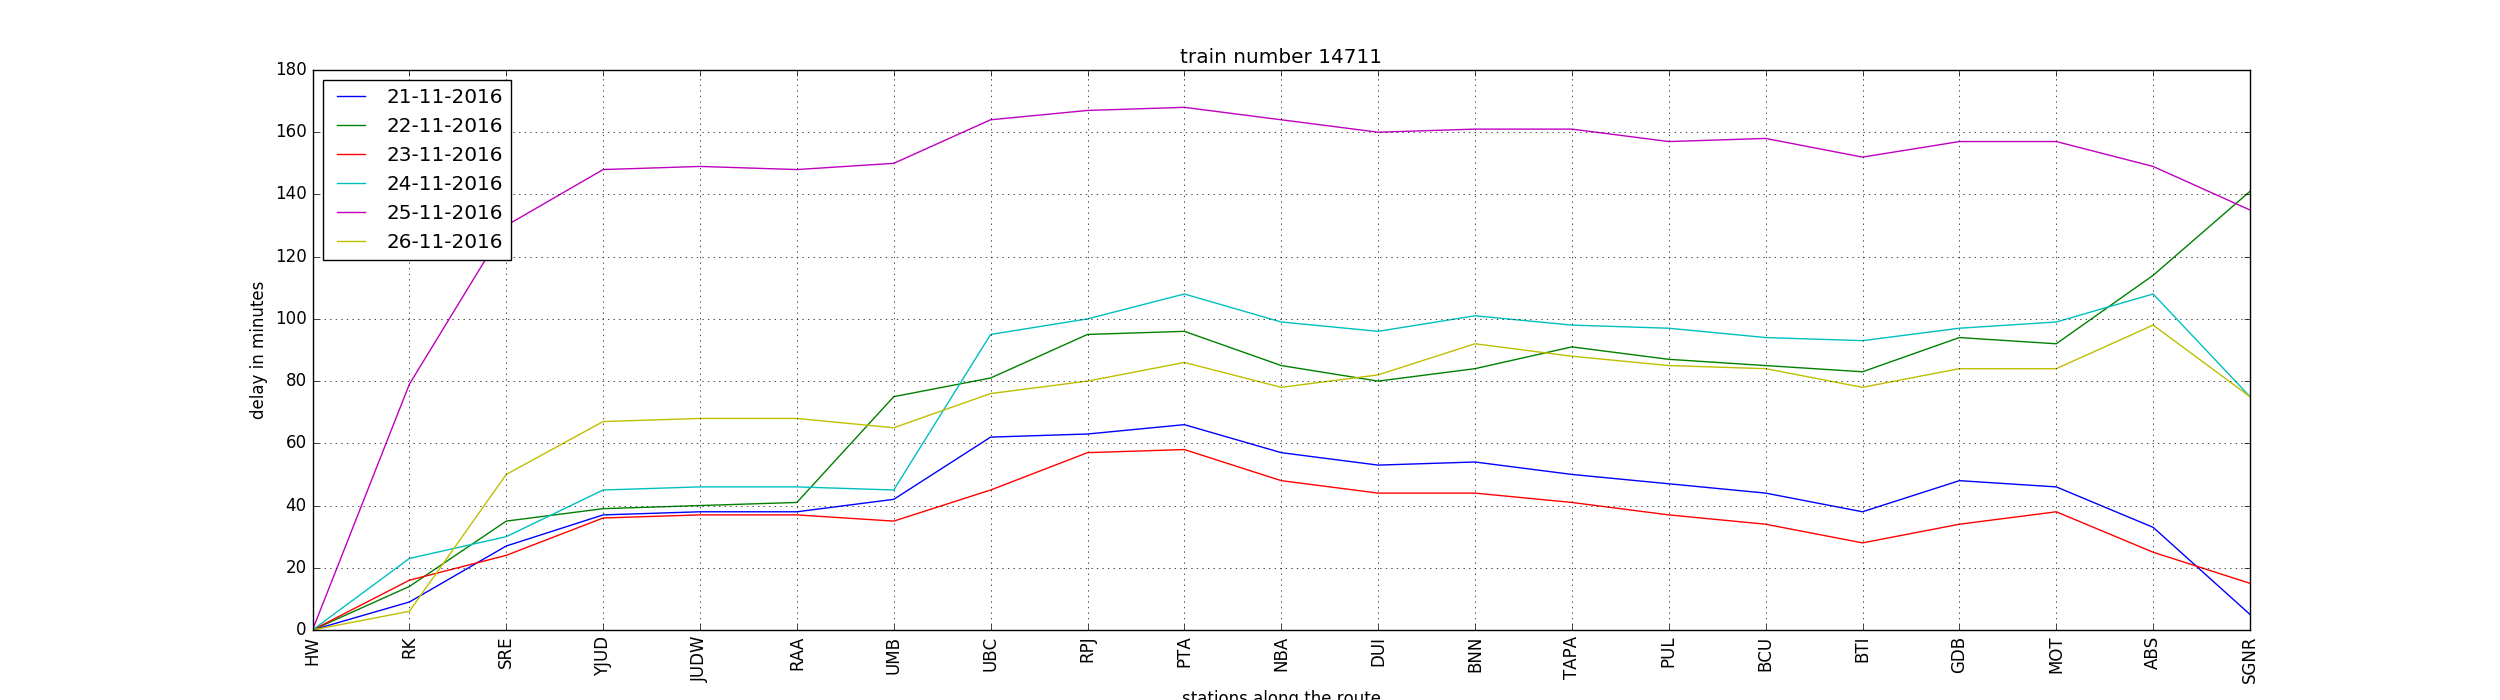 train number 14711
180
160
140
120
100
80
60
40
20
0
delay in minutes
21-11-2016
22-11-2016
23-11-2016
24-11-2016
25-11-2016
26-11-2016
HW
RK
SRE
YJUD
JUDW
RAA
UMB
UBC
RPJ
PTA
NBA
DUI
BNN
TAPA
PUL
BCU
BTI
GDB
MOT
ABS
SGNR
stations along the route